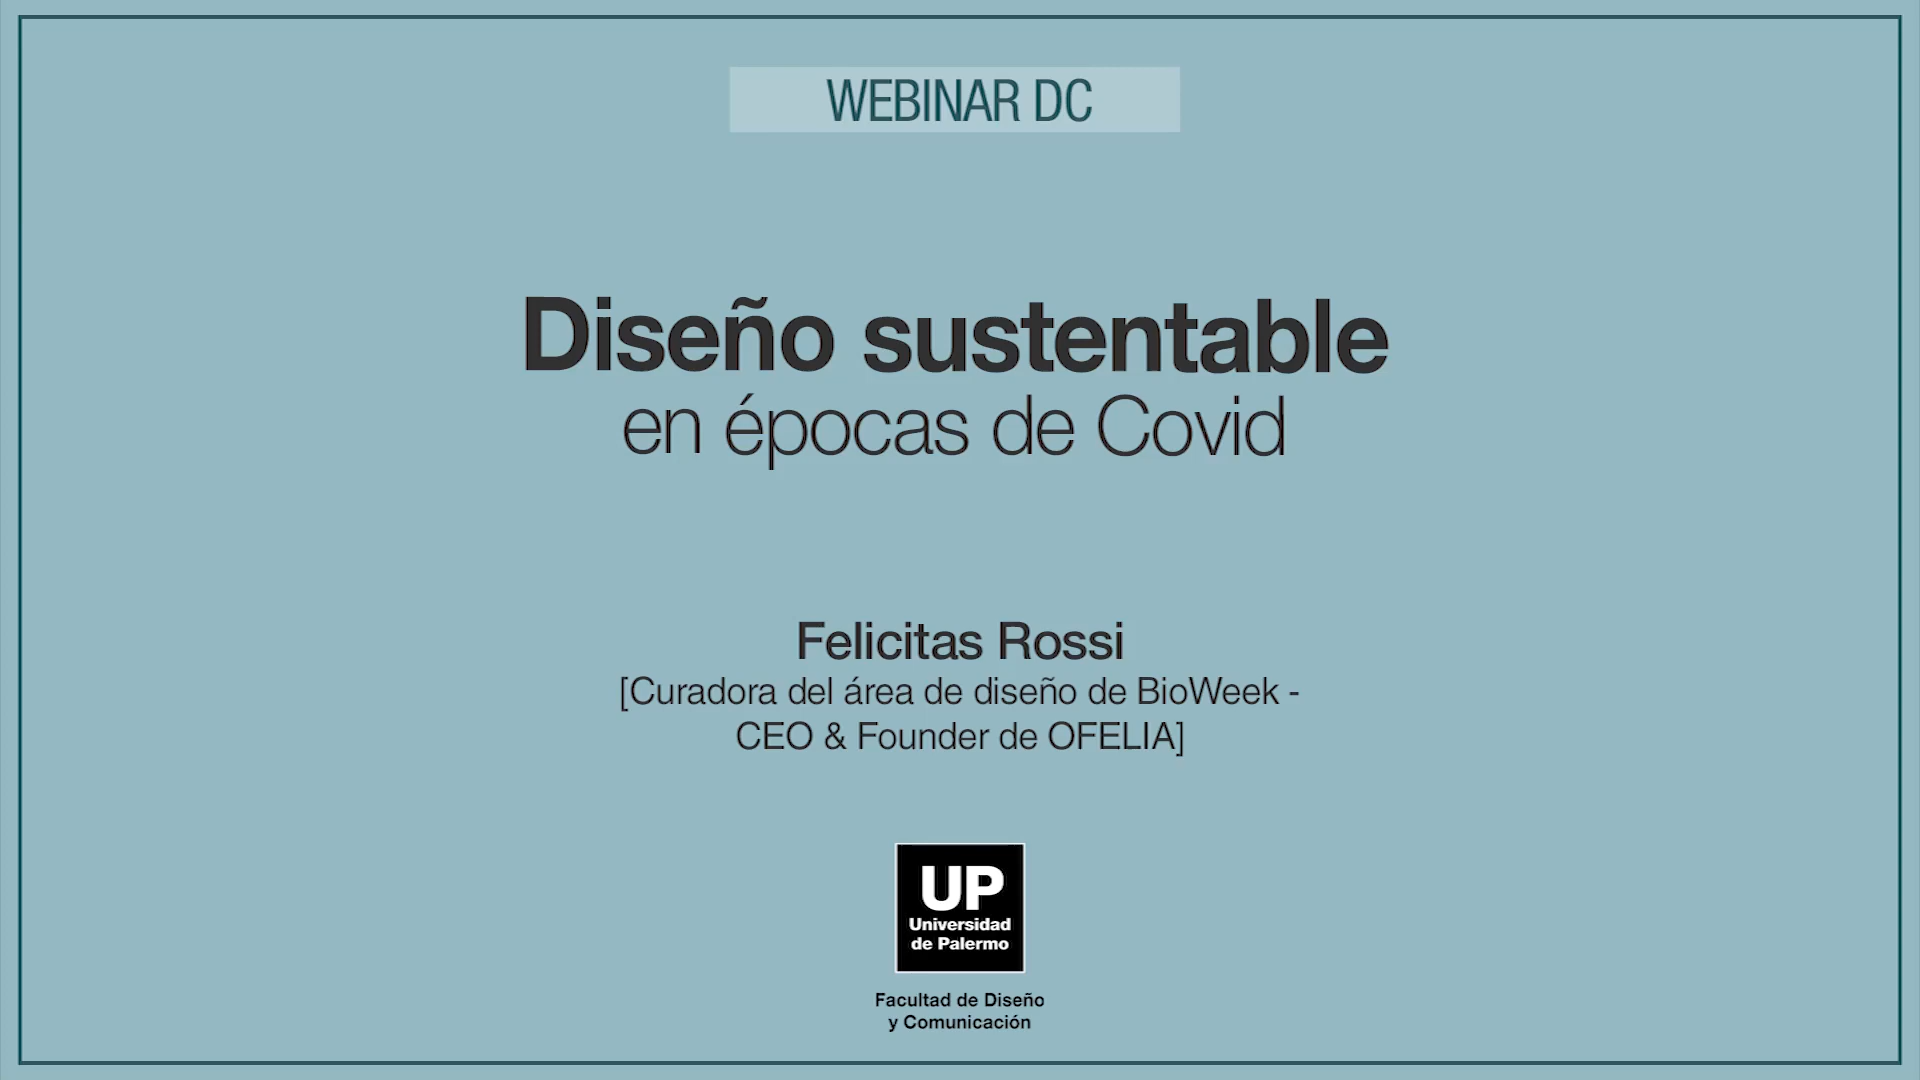 WEBINAR DC
Diseño sustentable
en épocas de Covid
Felicitas Rossi
[Curadora del área de diseño de BioWeek -
CEO & Founder de OFELIA]
UP
Universidad
de Palermo
Facultad de Diseño
y Comunicación